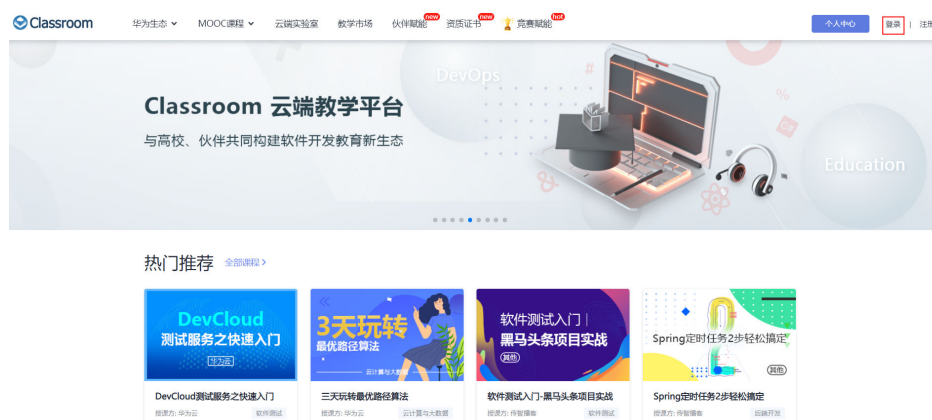 Classroom
华为生态 MOOC课程 云端实验室 教学市场 伙伴赋能 new 资质证书 new 竞赛赋能 hot 个人中心 登录 | 注册
DevOps
Classroom 云端教学平台
与高校、伙伴共同构建软件开发教育新生态
Education
热门推荐 全部课程 >
DevCloud
测试服务之快速入门
华为云
3天玩转
最优路径算法
云计算与大数据
软件测试入门 |
黑马头条项目实战
其他
Spring定时任务2步轻松搞定
其他
DevCloud测试服务之快速入门
授课方: 华为云 软件测试
三天玩转最优路径算法
授课方: 华为云 云计算与大数据
软件测试入门-黑马头条项目实战
授课方: 传智播客 软件测试
Spring定时任务2步轻松搞定
授课方: 传智播客 后端开发